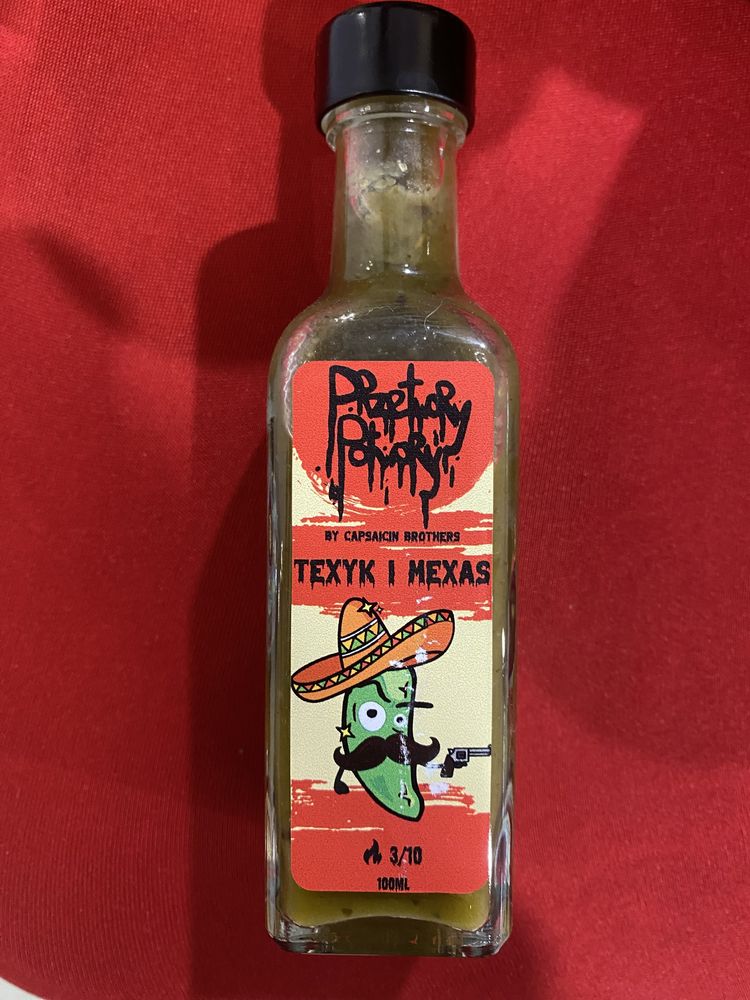 Przetwory
Potwory
BY CAPSAICIN BROTHERS
TEXYK I MEXAS
3/10
100ML